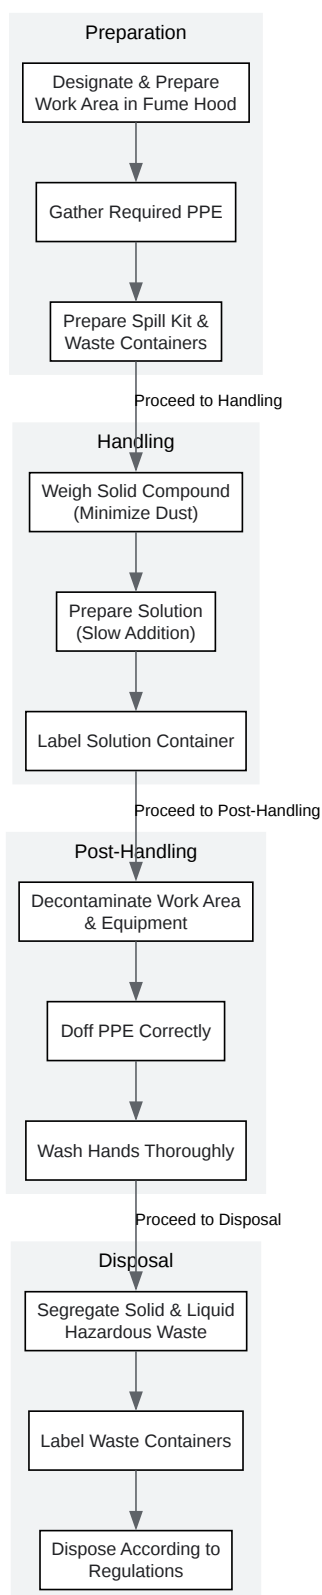 Preparation
Designate & Prepare
Work Area in Fume Hood
Gather Required PPE
Prepare Spill Kit &
Waste Containers
Proceed to Handling
Handling
Weigh Solid Compound
(Minimize Dust)
Prepare Solution
(Slow Addition)
Label Solution Container
Proceed to Post-Handling
Post-Handling
Decontaminate Work Area
& Equipment
Doff PPE Correctly
Wash Hands Thoroughly
Proceed to Disposal
Disposal
Segregate Solid & Liquid
Hazardous Waste
Label Waste Containers
Dispose According to
Regulations